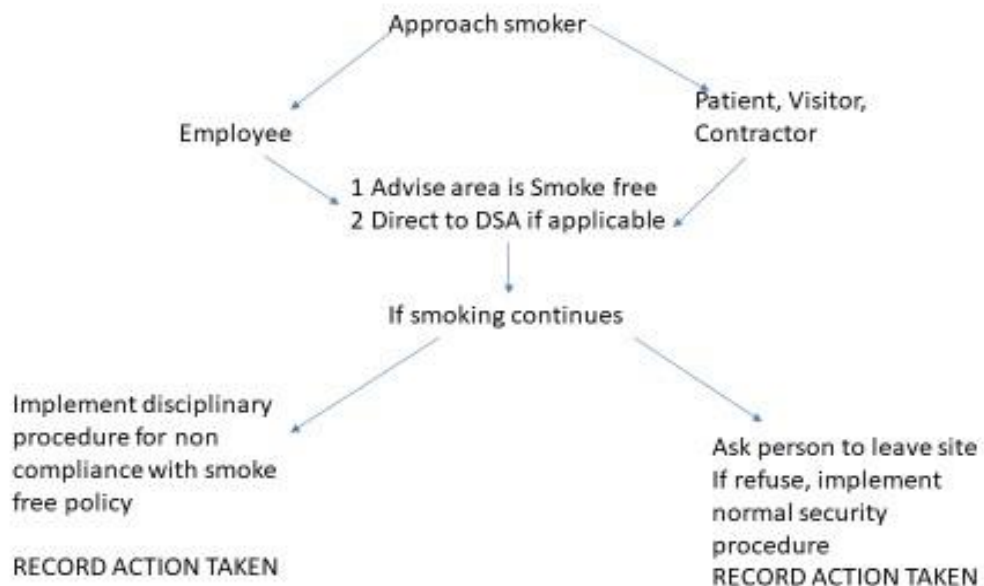 Approach smoker
Employee
Patient, Visitor,
Contractor
1 Advise area is Smoke free
2 Direct to DSA if applicable
If smoking continues
Implement disciplinary
procedure for non
compliance with smoke
free policy
RECORD ACTION TAKEN
Ask person to leave site
If refuse, implement
normal security
procedure
RECORD ACTION TAKEN